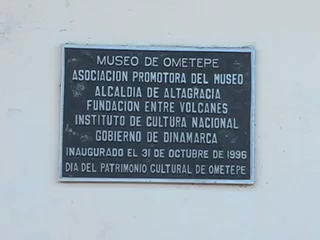 MUSEO DE OMETEPE
ASOCIACION PROMOTORA DEL MUSEO
ALCALDIA DE ALTAGRACIA
FUNDACION ENTRE VOLCANES
INSTITUTO DE CULTURA NACIONAL
GOBIERNO DE DINAMARCA
INAUGURADO EL 31 DE OCTUBRE DE 1996
DIA DEL PATRIMONIO CULTURAL DE OMETEPE